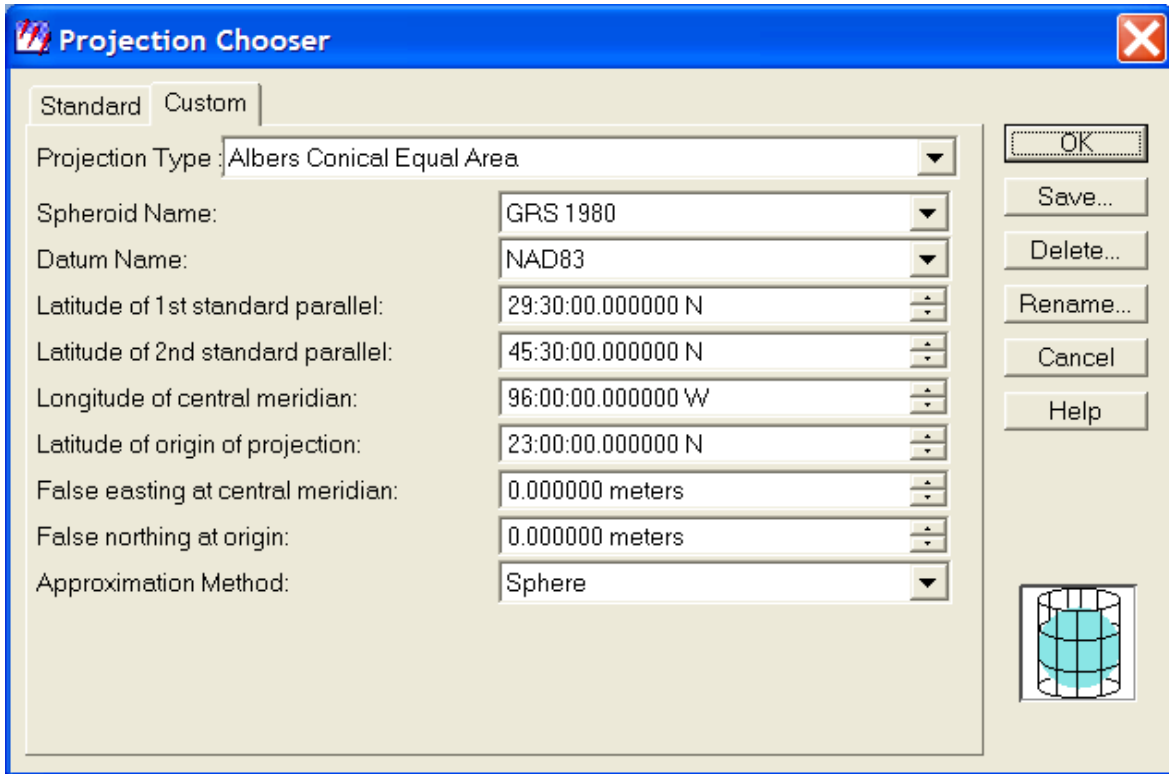 Projection Chooser
Standard Custom
Projection Type : Albers Conical Equal Area
Spheroid Name: GRS 1980
Datum Name: NAD83
Latitude of 1st standard parallel: 29:30:00.000000 N
Latitude of 2nd standard parallel: 45:30:00.000000 N
Longitude of central meridian: 96:00:00.000000 W
Latitude of origin of projection: 23:00:00.000000 N
False easting at central meridian: 0.000000 meters
False northing at origin: 0.000000 meters
Approximation Method: Sphere
OK
Save...
Delete...
Rename...
Cancel
Help